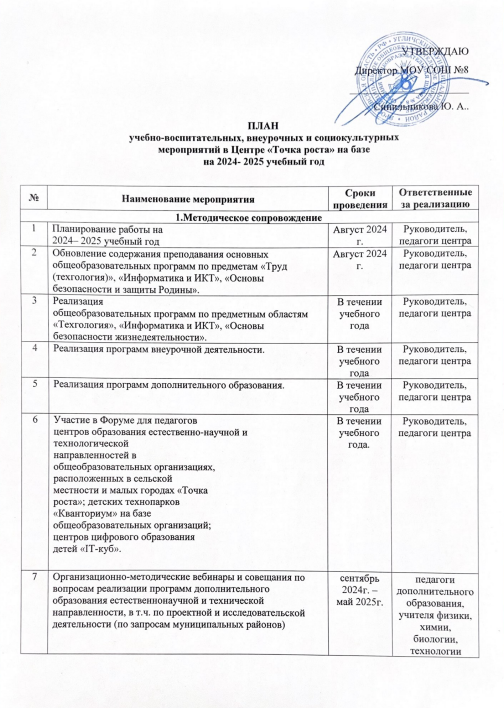 УТВЕРЖДАЮ
Директор МОУ СОШ №8
Синильникова Ю. А..
ПЛАН
учебно-воспитательных, внеурочных и социокультурных
мероприятий в Центре «Точка роста» на базе
на 2024- 2025 учебный год
№ Наименование мероприятия Сроки проведения Ответственные за реализацию
1.Методическое сопровождение
1 Планирование работы на Август 2024 Руководитель,
2024– 2025 учебный год г. педагоги центра
2 Обновление содержания преподавания основных Август 2024 Руководитель,
общеобразовательных программ по предметам «Труд г. педагоги центра
(техгология)», «Информатика и ИКТ», «Основы
безопасности и защиты Родины».
3 Реализация В течении Руководитель,
общеобразовательных программ по предметным областям учебного педагоги центра
«Техгология», «Информатика и ИКТ», «Основы года
безопасности жизнедеятельности».
4 Реализация программ внеурочной деятельности. В течении Руководитель,
учебного педагоги центра
года
5 Реализация программ дополнительного образования. В течении Руководитель,
учебного педагоги центра
года
6 Участие в Форуме для педагогов В течении Руководитель,
центров образования естественно-научной и учебного педагоги центра
технологической года.
направленностей в
общеобразовательных организациях,
расположенных в сельской
местности и малых городах «Точка
роста»; детских технопарков
«Кванториум» на базе
общеобразовательных организаций;
центров цифрового образования
детей «IT-куб».
7 Организационно-методические вебинары и совещания по сентябрь педагоги
вопросам реализации программ дополнительного 2024г. – дополнительного
образования естественнонаучной и технической май 2025г. образования,
направленности, в т.ч. по проектной и исследовательской учителя физики,
деятельности (по запросам муниципальных районов) химии,
биологии,
технологии